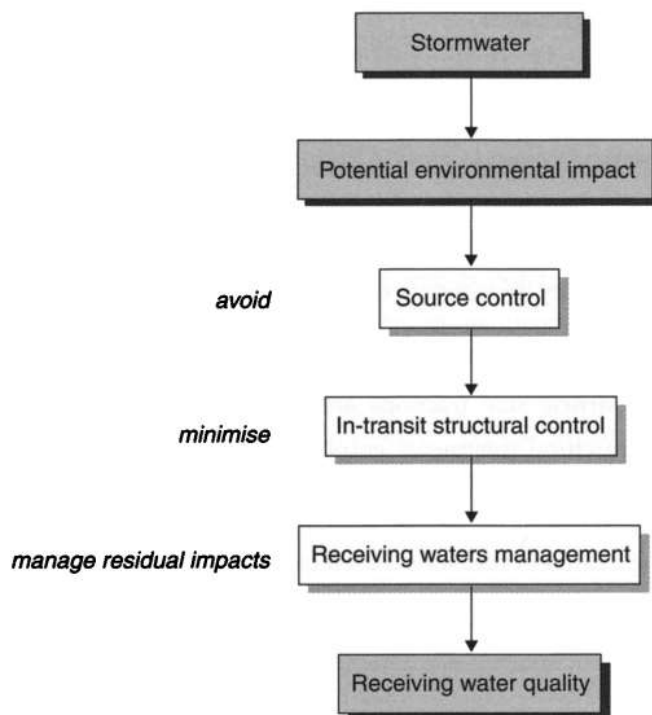 Stormwater
Potential environmental impact
avoid
Source control
minimise
In-transit structural control
manage residual impacts
Receiving waters management
Receiving water quality